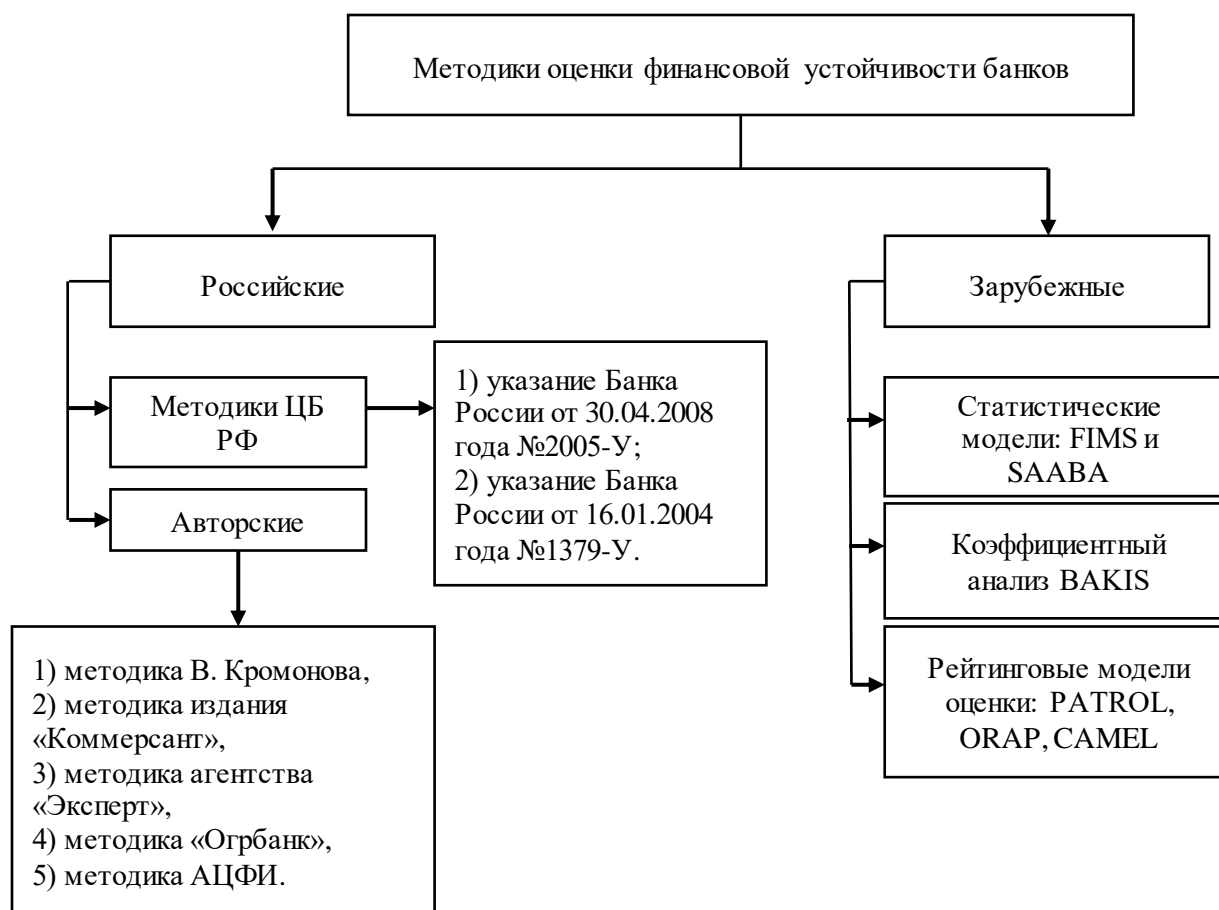 Методики оценки финансовой устойчивости банков
Российские
Зарубежные
Методики ЦБ
РФ
1) указание Банка
России от 30.04.2008
года №2005-У;
2) указание Банка
России от 16.01.2004
года №1379-У.
Авторские
1) методика В. Кромонова,
2) методика издания
«Коммерсант»,
3) методика агентства
«Эксперт»,
4) методика «Огрбанк»,
5) методика АЦФИ.
Статистические
модели: FIMS и
SAABA
Коэффициентный
анализ BAKIS
Рейтинговые модели
оценки: PATROL,
ORAP, CAMEL